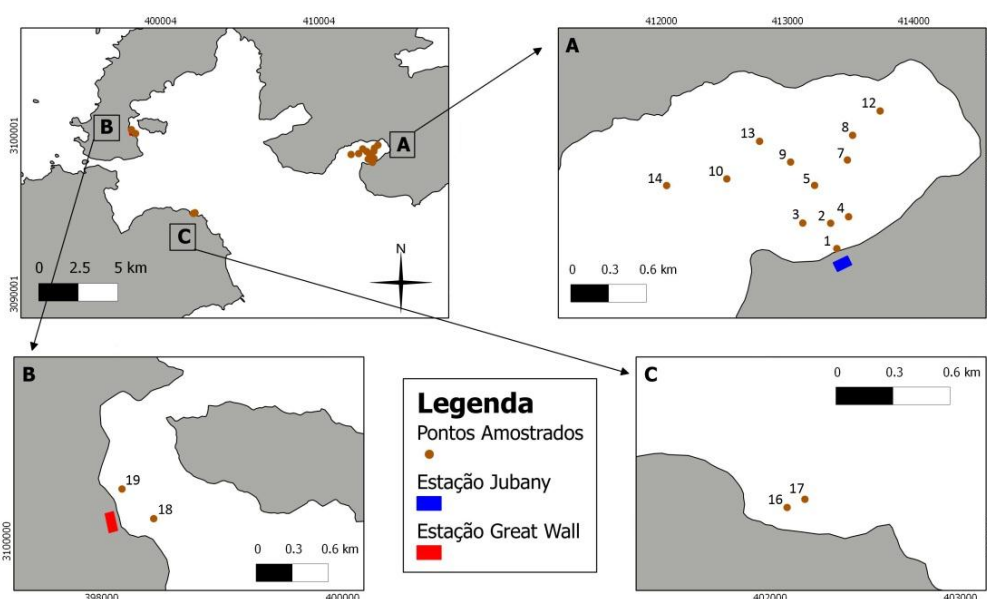 400004 410004
3100001
3090001
B
A
C
N
0 2.5 5 km
412000 413000 414000
A
12
8
13
7
9
10
14
5
4
3 2
1
0 0.3 0.6 km
B
19
18
3100000
0 0.3 0.6 km
398000 400000
Legenda
Pontos Amostrados
Estação Jubany
Estação Great Wall
C
0 0.3 0.6 km
17
16
402000 403000